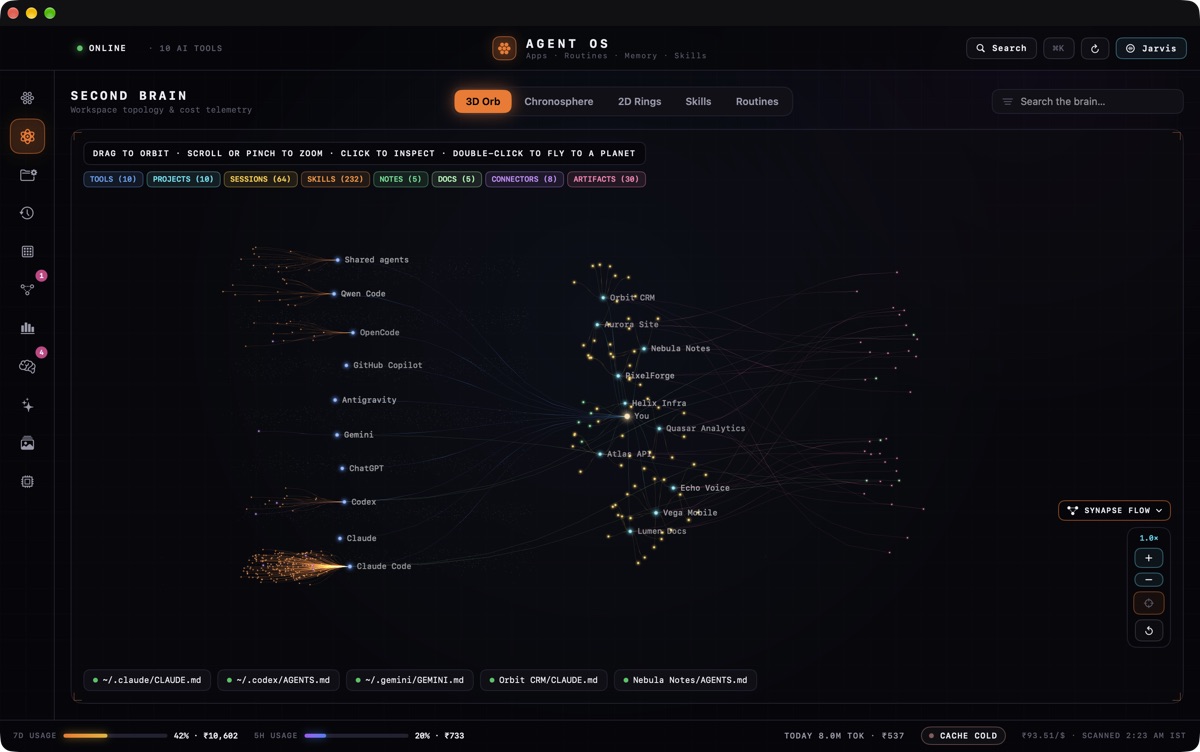 ONLINE · 10 AI TOOLS
AGENT OS
Apps · Routines · Memory · Skills
Search
⌘K
Jarvis
SECOND BRAIN
Workspace topology & cost telemetry
3D Orb
Chronosphere
2D Rings
Skills
Routines
Search the brain...
DRAG TO ORBIT · SCROLL OR PINCH TO ZOOM · CLICK TO INSPECT · DOUBLE-CLICK TO FLY TO A PLANET
TOOLS (10)
PROJECTS (10)
SESSIONS (64)
SKILLS (232)
NOTES (5)
DOCS (5)
CONNECTORS (8)
ARTIFACTS (30)
1
4
Shared agents
Qwen Code
OpenCode
GitHub Copilot
Antigravity
Gemini
ChatGPT
Codex
Claude
Claude Code
Orbit CRM
Aurora Site
Nebula Notes
PixelForge
Helix Infra
You
Quasar Analytics
Atlas API
Echo Voice
Vega Mobile
Lumen Docs
SYNAPSE FLOW
1.0×
+
−
~/.claude/CLAUDE.md
~/.codex/AGENTS.md
~/.gemini/GEMINI.md
Orbit CRM/CLAUDE.md
Nebula Notes/AGENTS.md
7D USAGE 42% · ₹10,602
5H USAGE 20% · ₹733
TODAY 8.0M TOK · ₹537
CACHE COLD
₹93.51/$ · SCANNED 2:23 AM IST